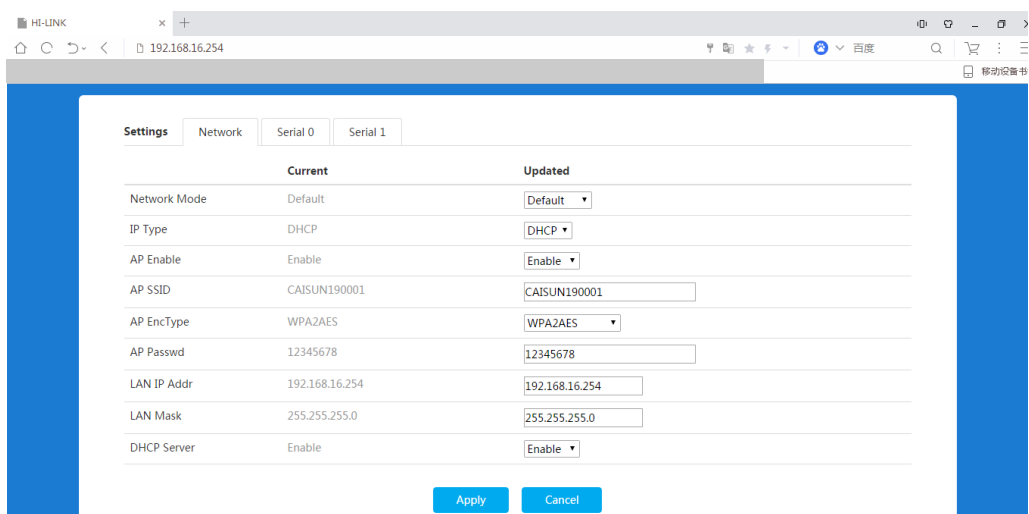 HI-LINK
192.168.16.254
百度
移动设备书
Settings Network Serial 0 Serial 1
Current Updated
Network Mode Default Default
IP Type DHCP DHCP
AP Enable Enable Enable
AP SSID CAISUN190001 CAISUN190001
AP EncType WPA2AES WPA2AES
AP Passwd 12345678 12345678
LAN IP Addr 192.168.16.254 192.168.16.254
LAN Mask 255.255.255.0 255.255.255.0
DHCP Server Enable Enable
Apply Cancel